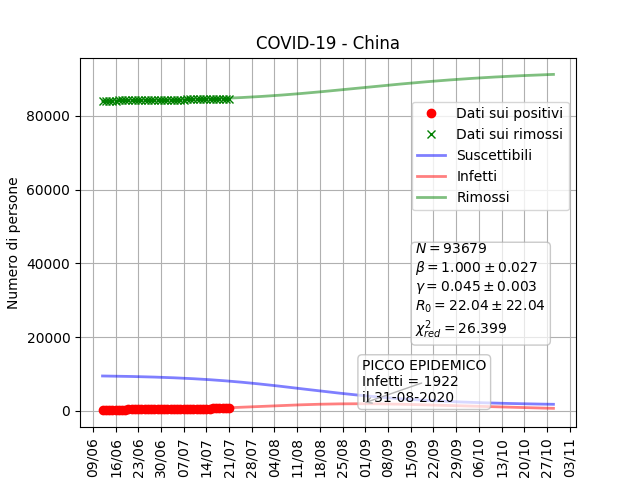 COVID-19 - China
Numero di persone
80000
60000
40000
20000
0
Dati sui positivi
Dati sui rimossi
Suscettibili
Infetti
Rimossi
N = 93679
β = 1.000 ± 0.027
γ = 0.045 ± 0.003
R₀ = 22.04 ± 22.04
χ²red = 26.399
PICCO EPIDEMICO
Infetti = 1922
il 31-08-2020
09/06
16/06
23/06
30/06
07/07
14/07
21/07
28/07
04/08
11/08
18/08
25/08
01/09
08/09
15/09
22/09
29/09
06/10
13/10
20/10
27/10
03/11